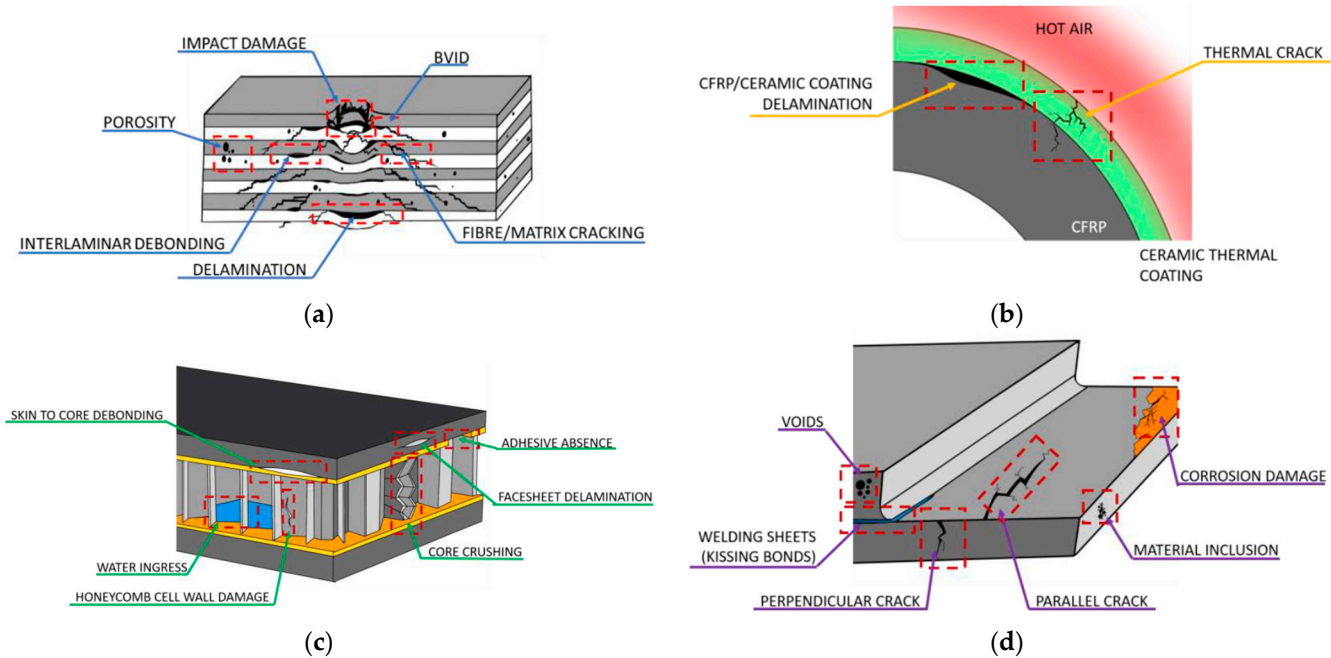 IMPACT DAMAGE
BVID
POROSITY
INTERLAMINAR DEBONDING
FIBRE/MATRIX CRACKING
DELAMINATION
(a)
HOT AIR
THERMAL CRACK
CFRP/CERAMIC COATING
DELAMINATION
CFRP
CERAMIC THERMAL
COATING
(b)
SKIN TO CORE DEBONDING
ADHESIVE ABSENCE
FACESHEET DELAMINATION
CORE CRUSHING
WATER INGRESS
HONEYCOMB CELL WALL DAMAGE
(c)
VOIDS
CORROSION DAMAGE
WELDING SHEETS
(KISSING BONDS)
MATERIAL INCLUSION
PERPENDICULAR CRACK
PARALLEL CRACK
(d)